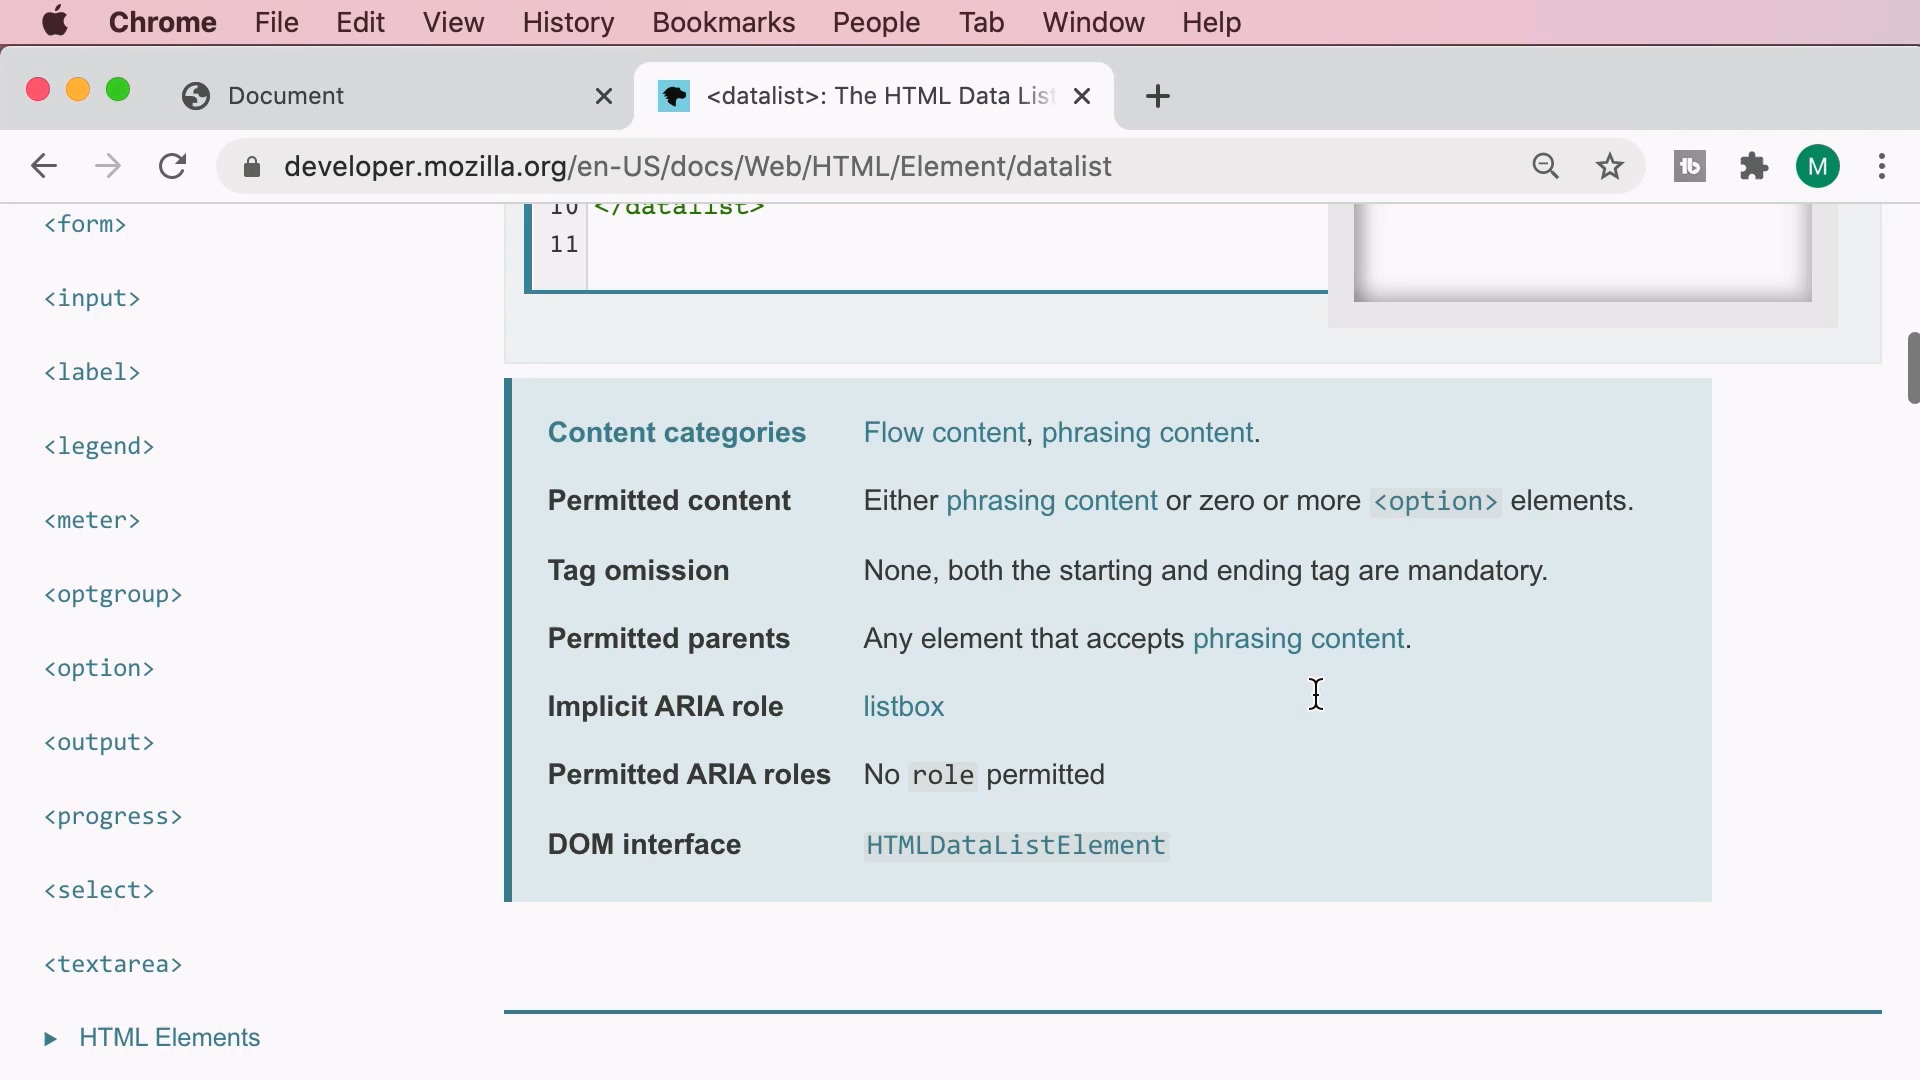 Chrome File Edit View History Bookmarks People Tab Window Help
Document
<datalist>: The HTML Data List
developer.mozilla.org/en-US/docs/Web/HTML/Element/datalist
M
<form>
<input>
<label>
<legend>
<meter>
<optgroup>
<option>
<output>
<progress>
<select>
<textarea>
HTML Elements
10 </datalist>
11
Content categories Flow content, phrasing content.
Permitted content Either phrasing content or zero or more <option> elements.
Tag omission None, both the starting and ending tag are mandatory.
Permitted parents Any element that accepts phrasing content.
Implicit ARIA role listbox
Permitted ARIA roles No role permitted
DOM interface HTMLDataListElement